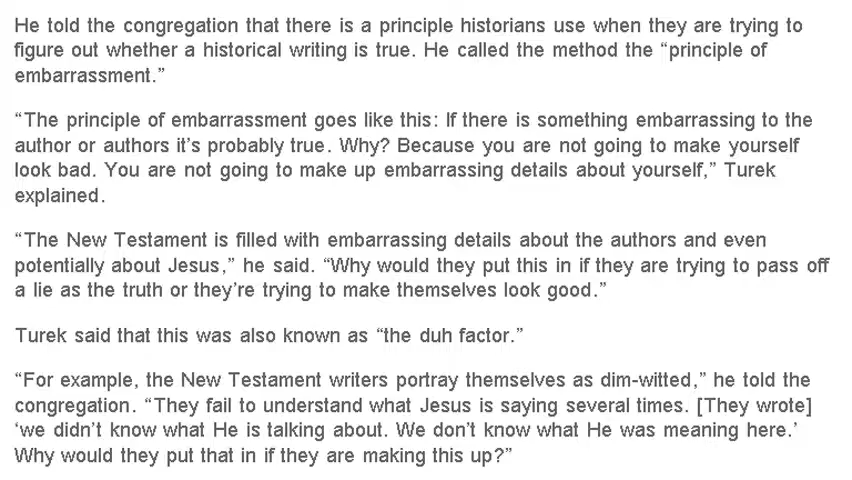 He told the congregation that there is a principle historians use when they are trying to
figure out whether a historical writing is true. He called the method the “principle of
embarrassment.”
“The principle of embarrassment goes like this: If there is something embarrassing to the
author or authors it’s probably true. Why? Because you are not going to make yourself
look bad. You are not going to make up embarrassing details about yourself,” Turek
explained.
“The New Testament is filled with embarrassing details about the authors and even
potentially about Jesus,” he said. “Why would they put this in if they are trying to pass off
a lie as the truth or they’re trying to make themselves look good.”
Turek said that this was also known as “the duh factor.”
“For example, the New Testament writers portray themselves as dim-witted,” he told the
congregation. “They fail to understand what Jesus is saying several times. [They wrote]
‘we didn’t know what He is talking about. We don’t know what He was meaning here.’
Why would they put that in if they are making this up?”